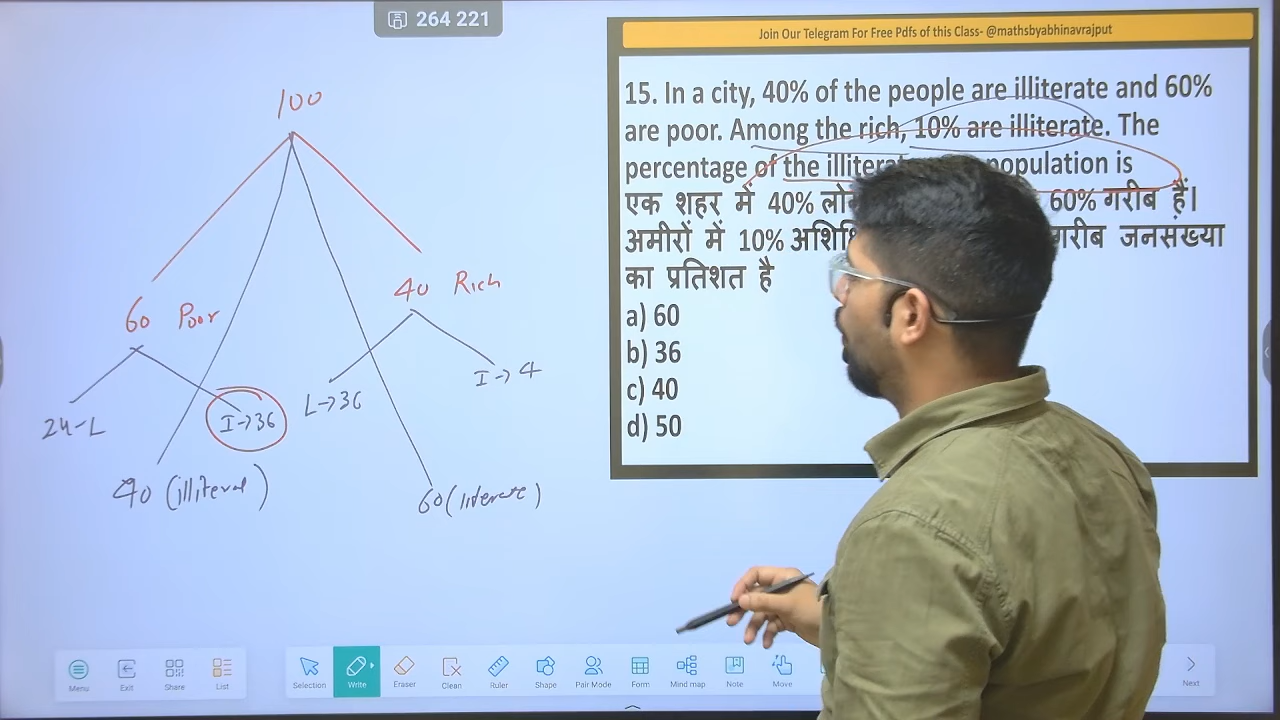 264 221
Join Our Telegram For Free Pdfs of this Class- @mathsbyabhinavrajput
15. In a city, 40% of the people are illiterate and 60%
are poor. Among the rich, 10% are illiterate. The
percentage of the population is
एक शहर में 40% 60% गरीब हैं।
अमीरों में 10% गरीब जनसंख्या
का प्रतिशत है
a) 60
b) 36
c) 40
d) 50
100
60 Poor
40 Rich
24-L
I→36
L→36
I→4
40 (illiteral)
60 (literate)
Menu
Exit
Share
List
Selection
Write
Eraser
Clean
Ruler
Shape
Pair Mode
Form
Mind map
Note
Move
Next